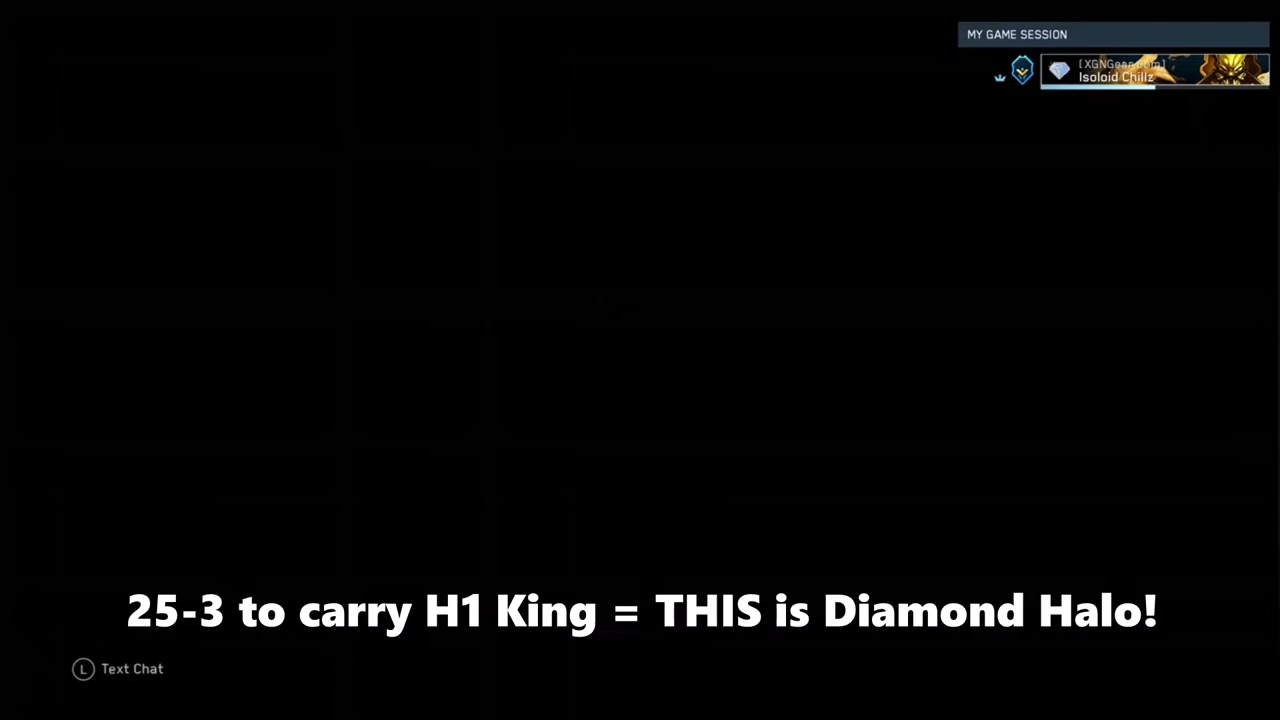 MY GAME SESSION
[XGNGear.com]
Isoloid Chillz
25-3 to carry H1 King = THIS is Diamond Halo!
L Text Chat